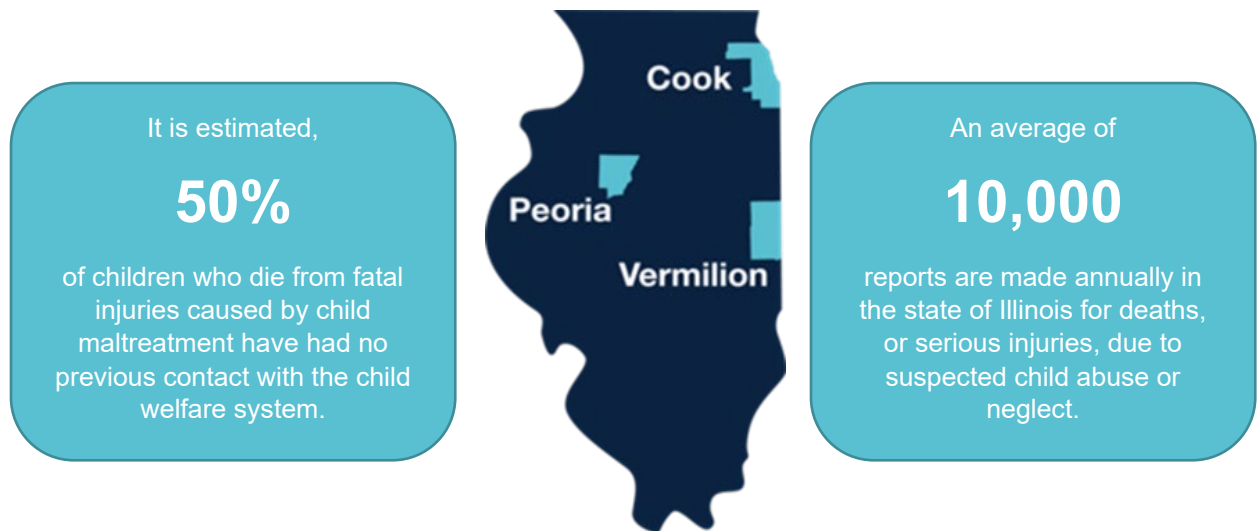 It is estimated,
50%
of children who die from fatal
injuries caused by child
maltreatment have had no
previous contact with the child
welfare system.
Cook
Peoria
Vermilion
An average of
10,000
reports are made annually in
the state of Illinois for deaths,
or serious injuries, due to
suspected child abuse or
neglect.